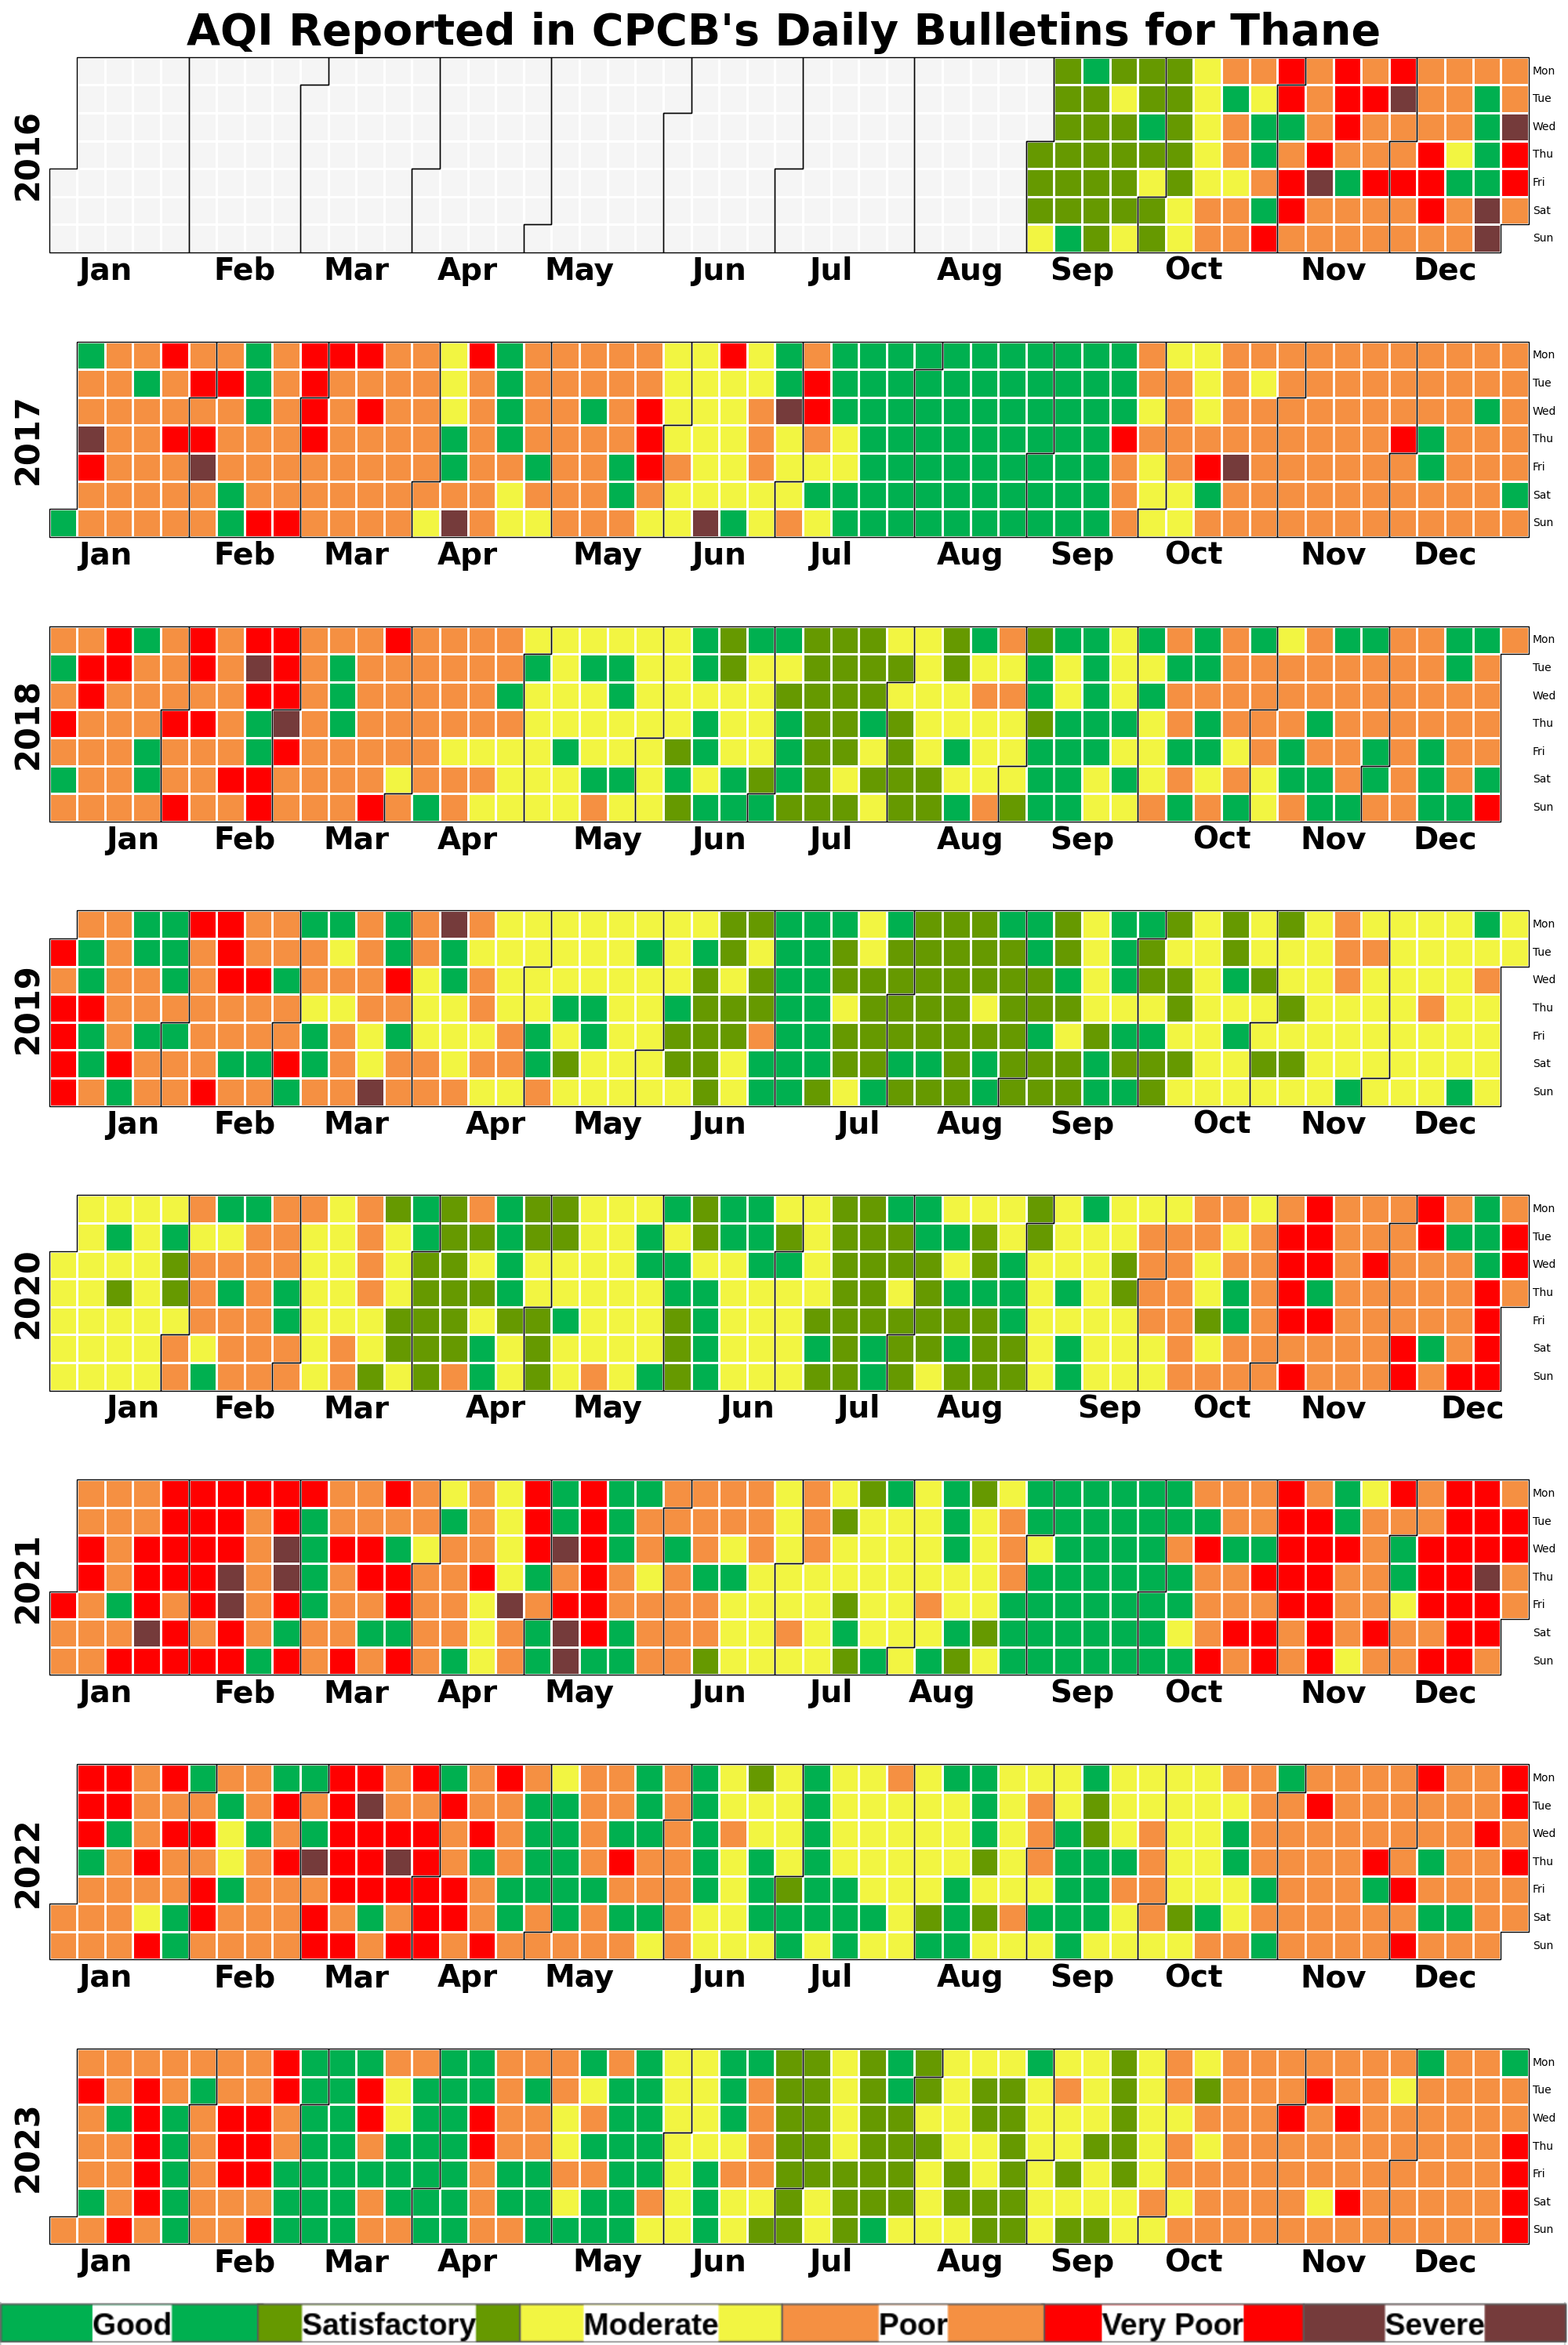 AQI Reported in CPCB's Daily Bulletins for Thane
2016
Mon
Tue
Wed
Thu
Fri
Sat
Sun
Jan Feb Mar Apr May Jun Jul Aug Sep Oct Nov Dec
2017
Mon
Tue
Wed
Thu
Fri
Sat
Sun
Jan Feb Mar Apr May Jun Jul Aug Sep Oct Nov Dec
2018
Mon
Tue
Wed
Thu
Fri
Sat
Sun
Jan Feb Mar Apr May Jun Jul Aug Sep Oct Nov Dec
2019
Mon
Tue
Wed
Thu
Fri
Sat
Sun
Jan Feb Mar Apr May Jun Jul Aug Sep Oct Nov Dec
2020
Mon
Tue
Wed
Thu
Fri
Sat
Sun
Jan Feb Mar Apr May Jun Jul Aug Sep Oct Nov Dec
2021
Mon
Tue
Wed
Thu
Fri
Sat
Sun
Jan Feb Mar Apr May Jun Jul Aug Sep Oct Nov Dec
2022
Mon
Tue
Wed
Thu
Fri
Sat
Sun
Jan Feb Mar Apr May Jun Jul Aug Sep Oct Nov Dec
2023
Mon
Tue
Wed
Thu
Fri
Sat
Sun
Jan Feb Mar Apr May Jun Jul Aug Sep Oct Nov Dec
Good Satisfactory Moderate Poor Very Poor Severe